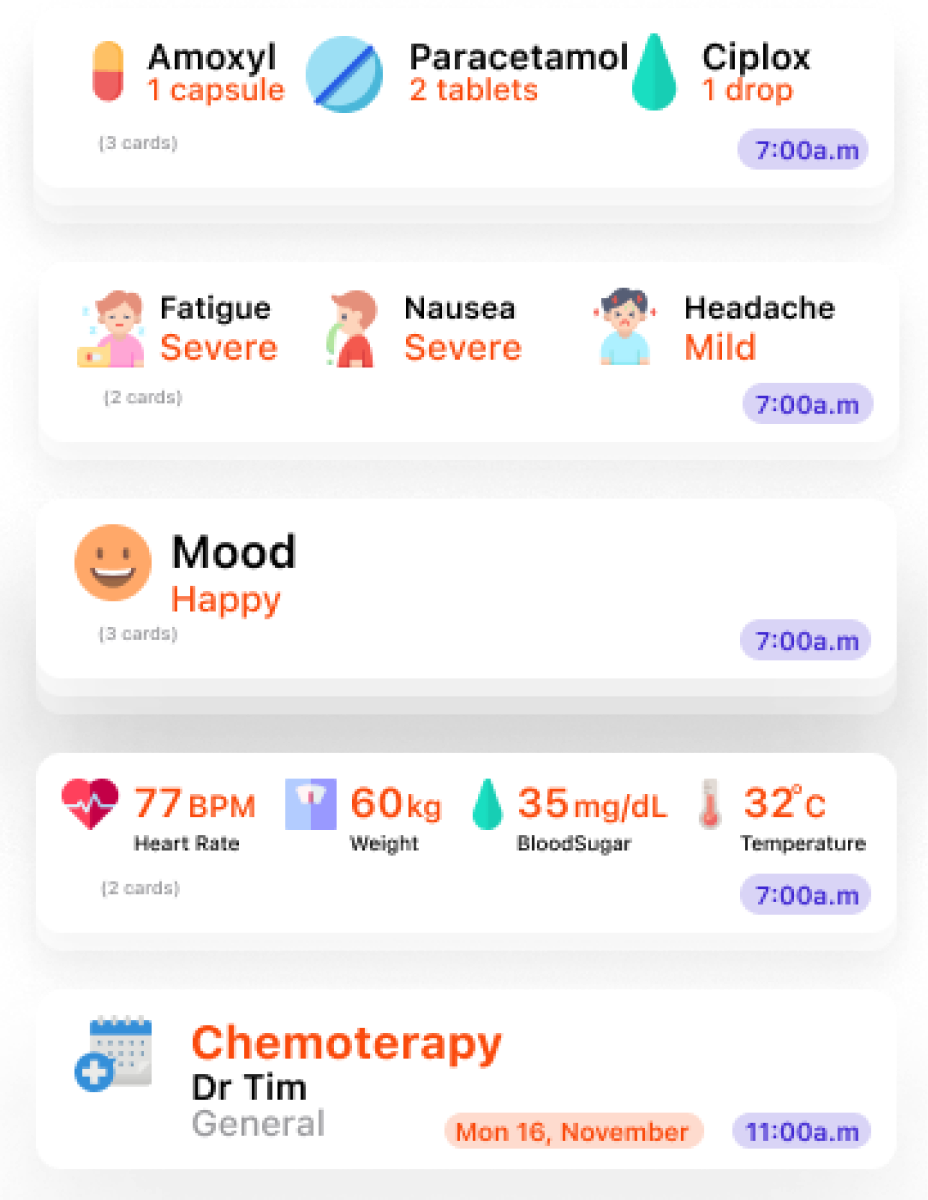 Amoxyl Paracetamol Ciplox
1 capsule 2 tablets 1 drop
(3 cards) 7:00a.m
Fatigue Nausea Headache
Severe Severe Mild
(2 cards) 7:00a.m
Mood
Happy
(3 cards) 7:00a.m
77 BPM 60kg 35 mg/dL 32°C
Heart Rate Weight BloodSugar Temperature
(2 cards) 7:00a.m
Chemoterapy
Dr Tim
General Mon 16, November 11:00a.m